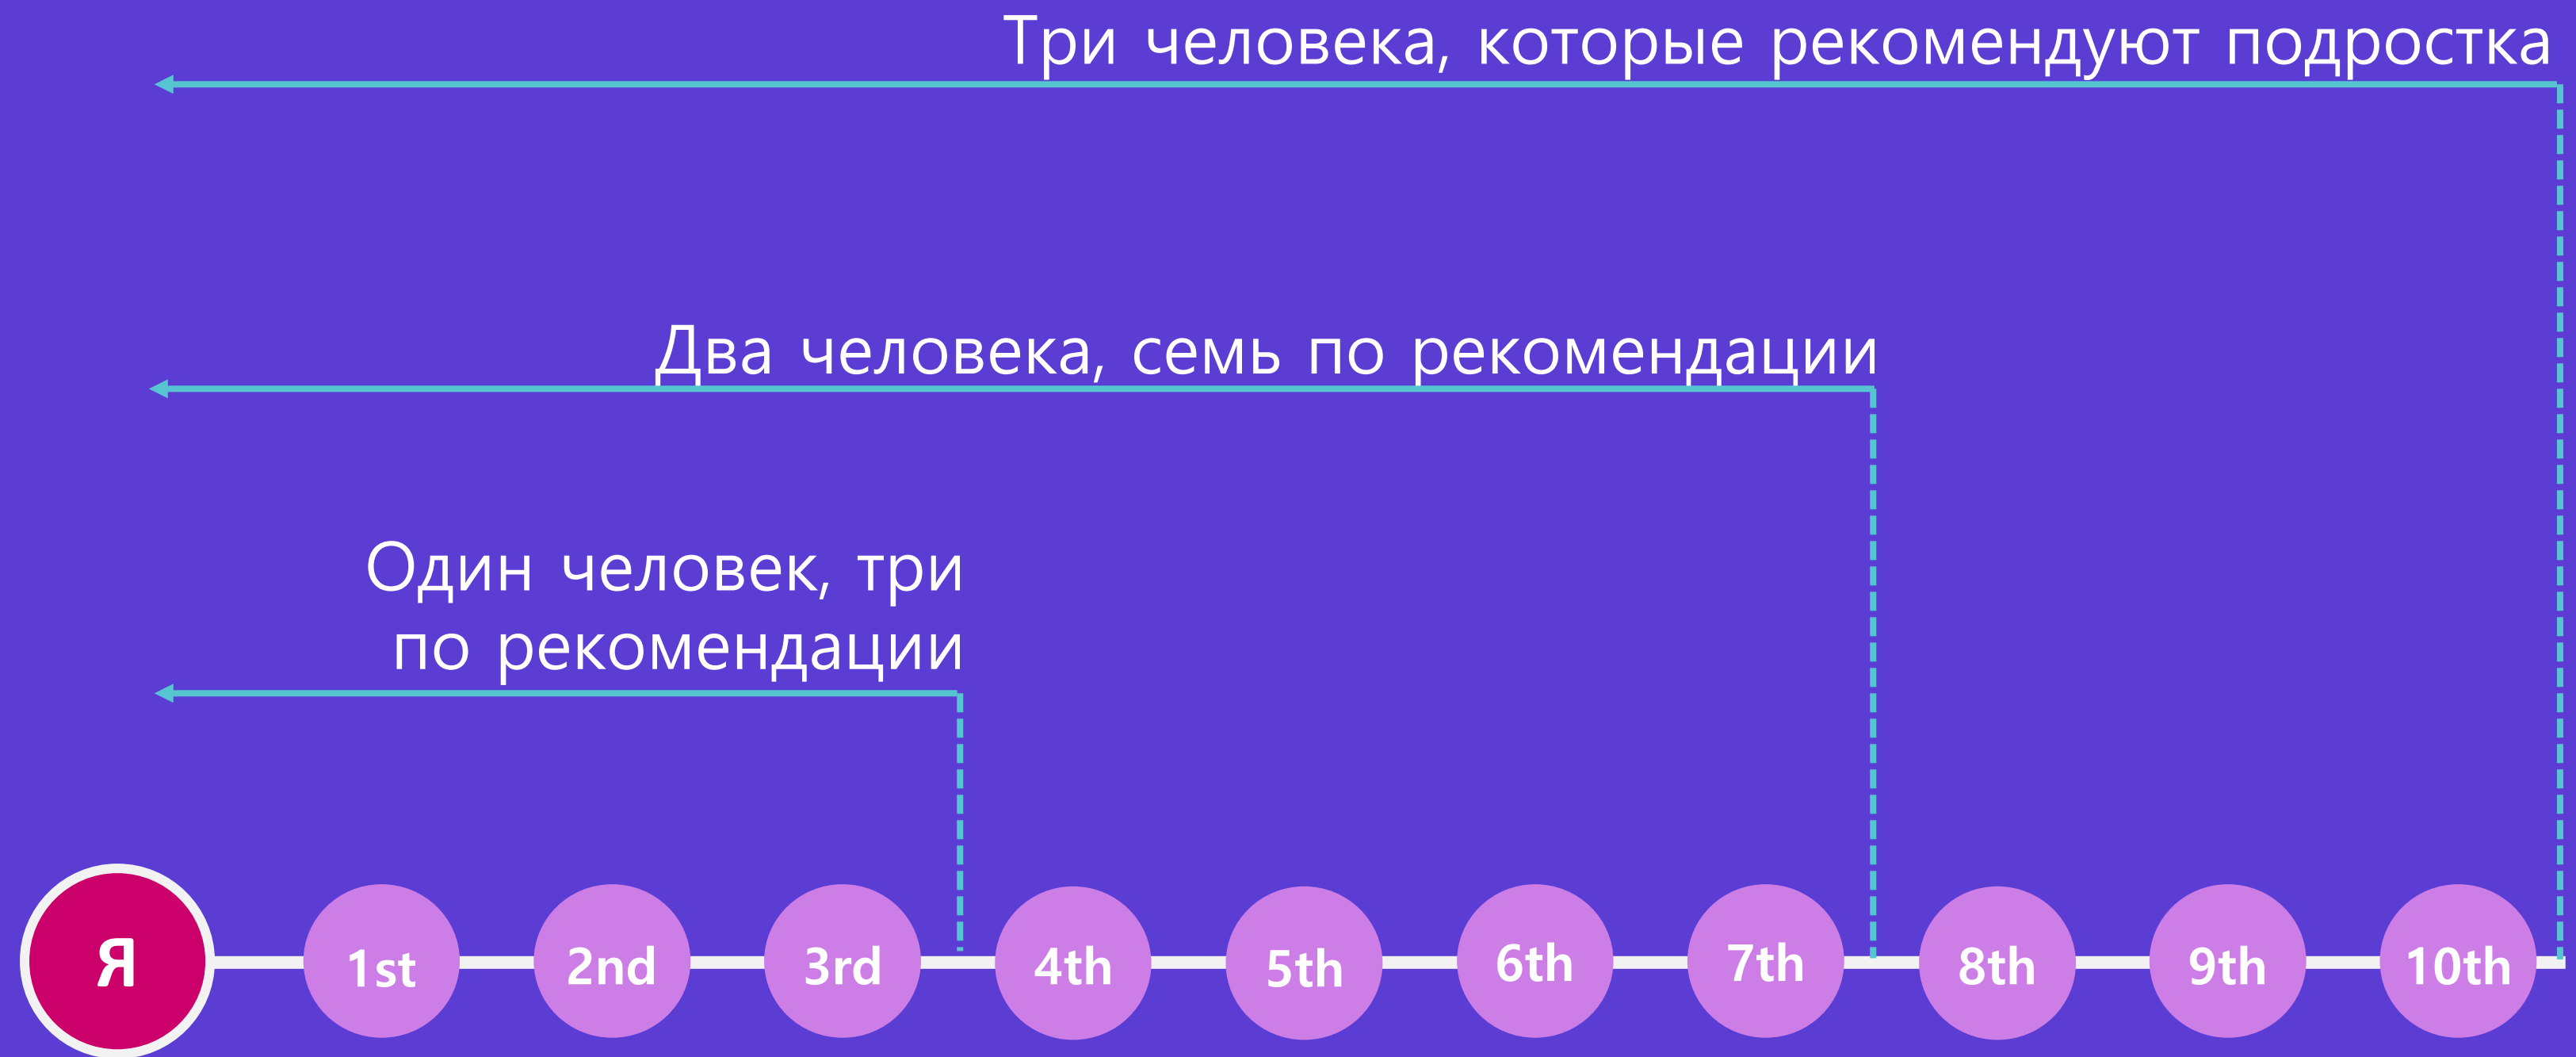 Три человека, которые рекомендуют подростка
Два человека, семь по рекомендации
Один человек, три
по рекомендации
Я 1st 2nd 3rd 4th 5th 6th 7th 8th 9th 10th